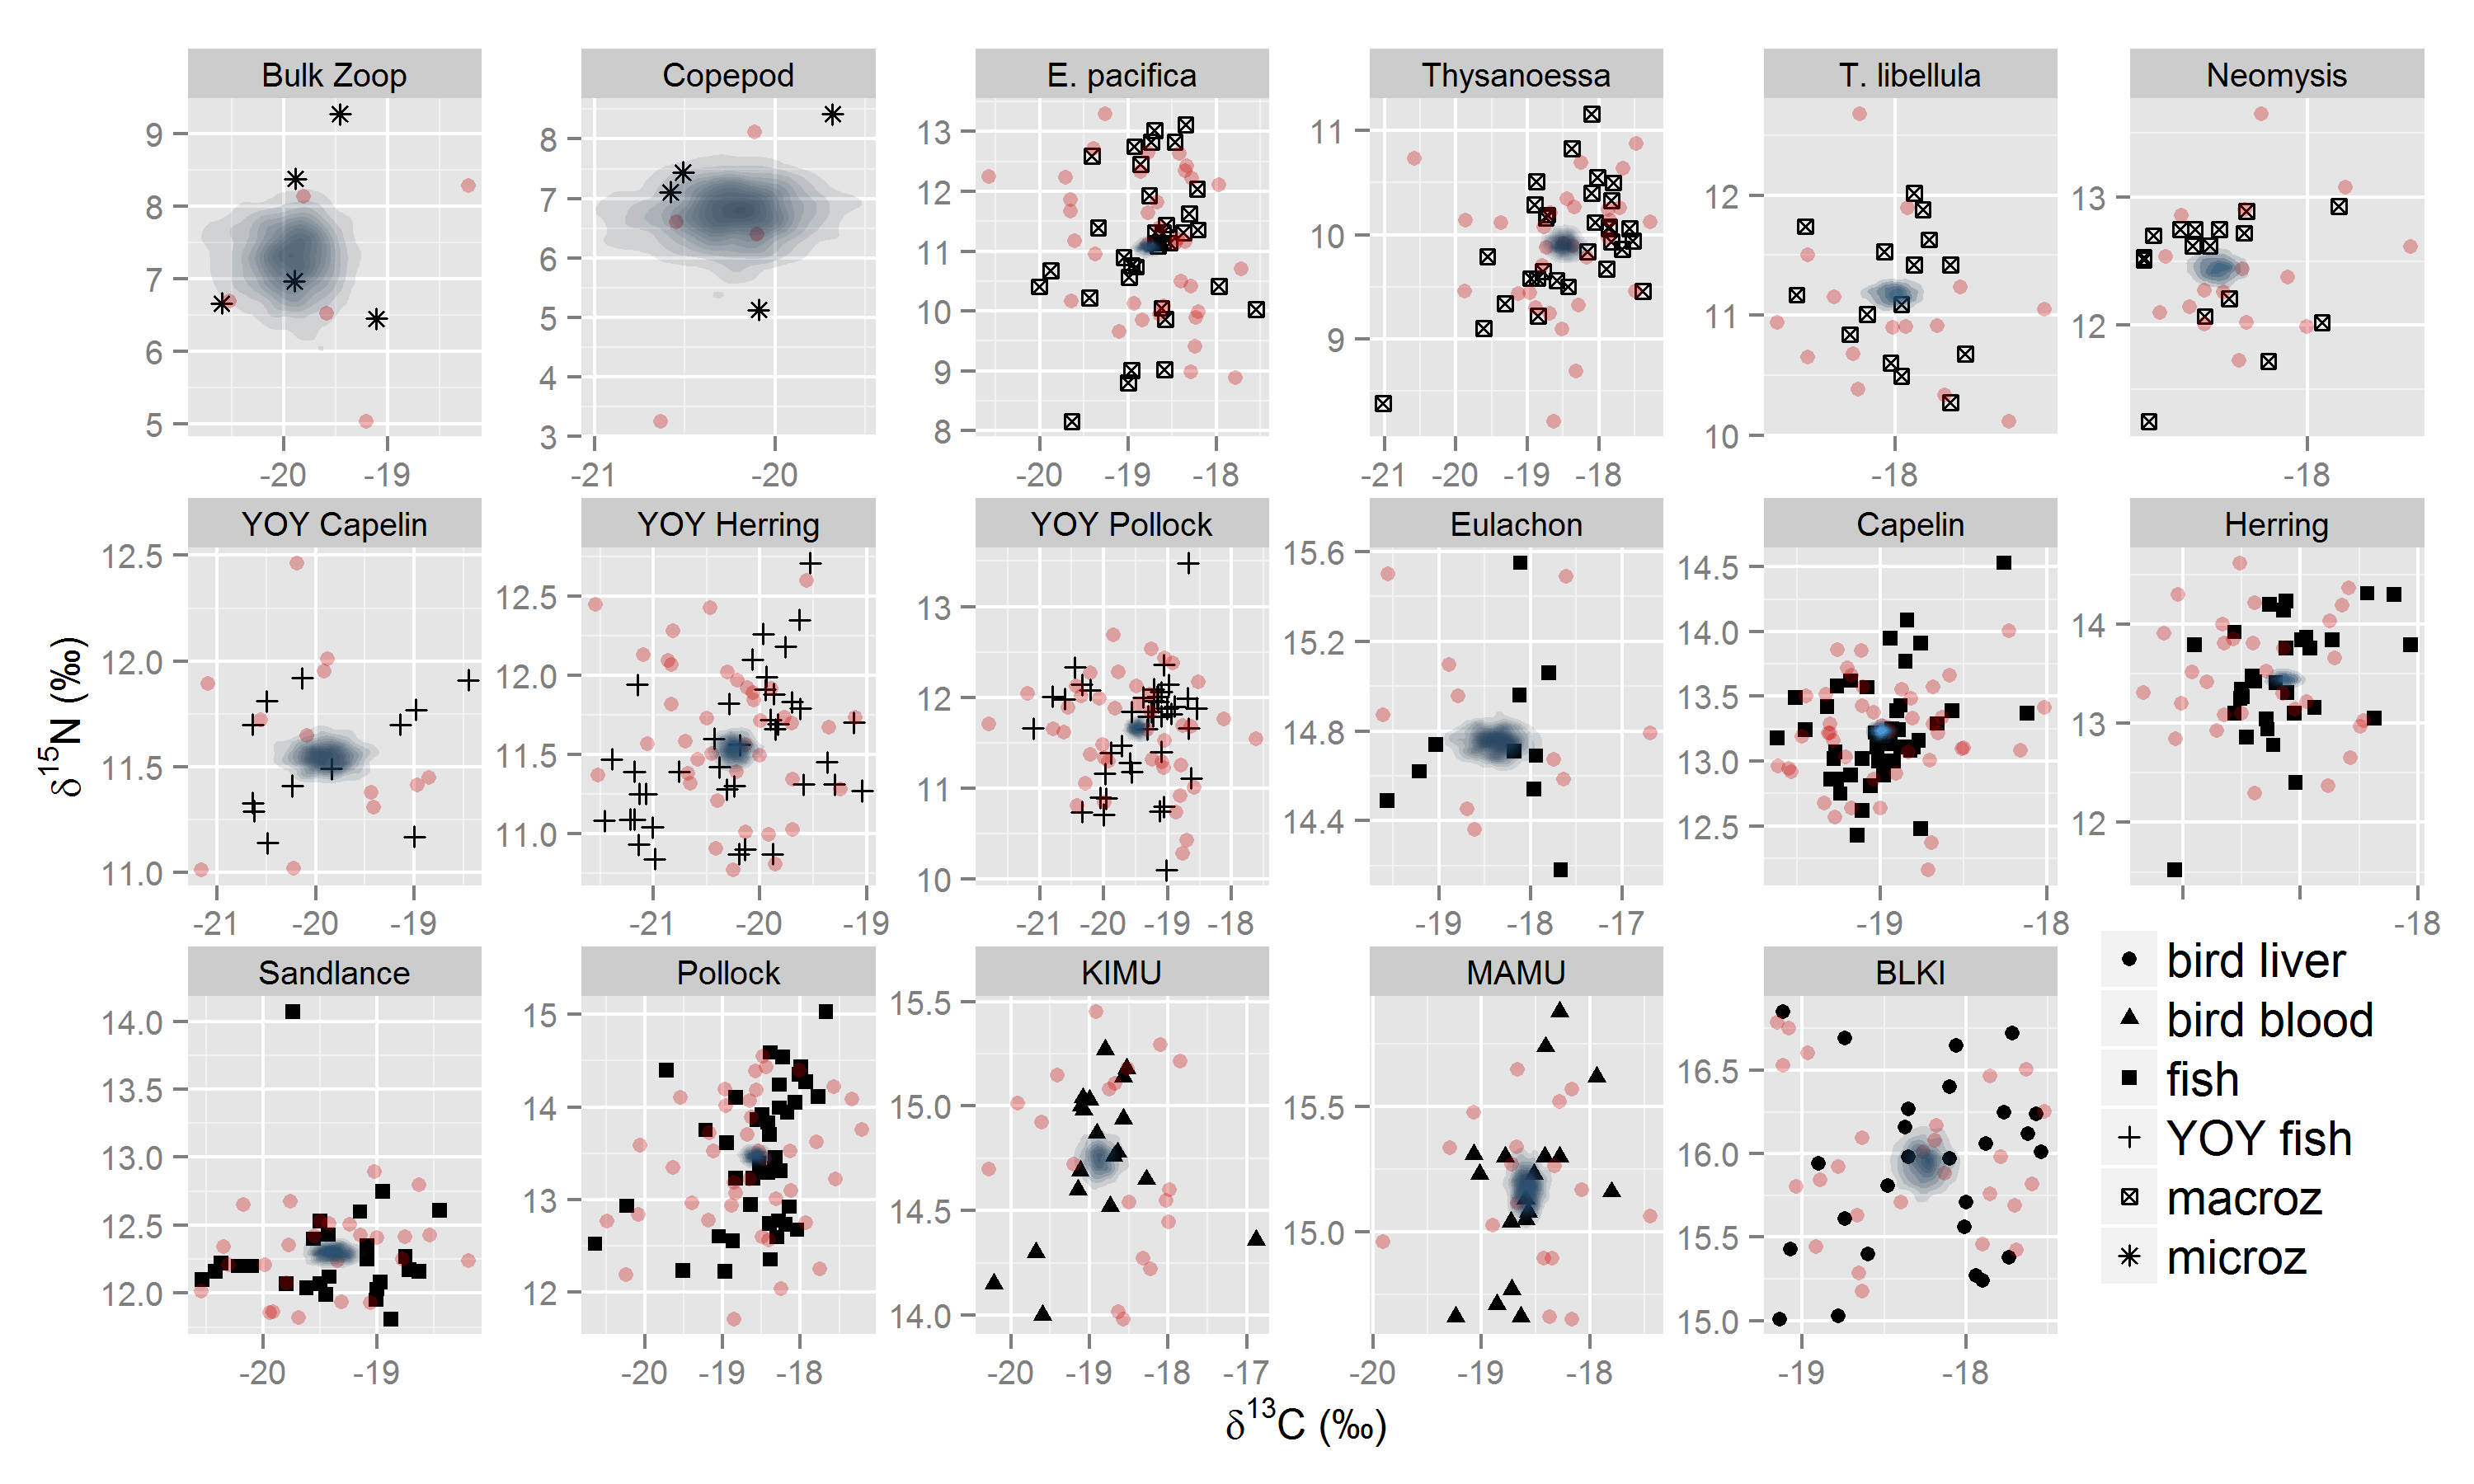 Bulk Zoop Copepod E. pacifica Thysanoessa T. libellula Neomysis
9 8 7 6 5
8 7 6 5 4 3
13 12 11 10 9 8
11 10 9
12 11 10
13 12
-20 -19 -21 -20 -20 -19 -18 -21 -20 -19 -18 -18 -18
YOY Capelin YOY Herring YOY Pollock Eulachon Capelin Herring
12.5 12.0 11.5 11.0
12.5 12.0 11.5 11.0
13 12 11 10
15.6 15.2 14.8 14.4
14.5 14.0 13.5 13.0 12.5
14 13 12
-21 -20 -19 -21 -20 -19 -21 -20 -19 -18 -19 -18 -17 -19 -18 -18
Sandlance Pollock KIMU MAMU BLKI
14.0 13.5 13.0 12.5 12.0
15 14 13 12
15.5 15.0 14.5 14.0
15.5 15.0
16.5 16.0 15.5 15.0
-20 -19 -20 -19 -18 -20 -19 -18 -17 -20 -19 -18 -19 -18
δ15N (‰)
δ13C (‰)
bird liver
bird blood
fish
YOY fish
macroz
microz